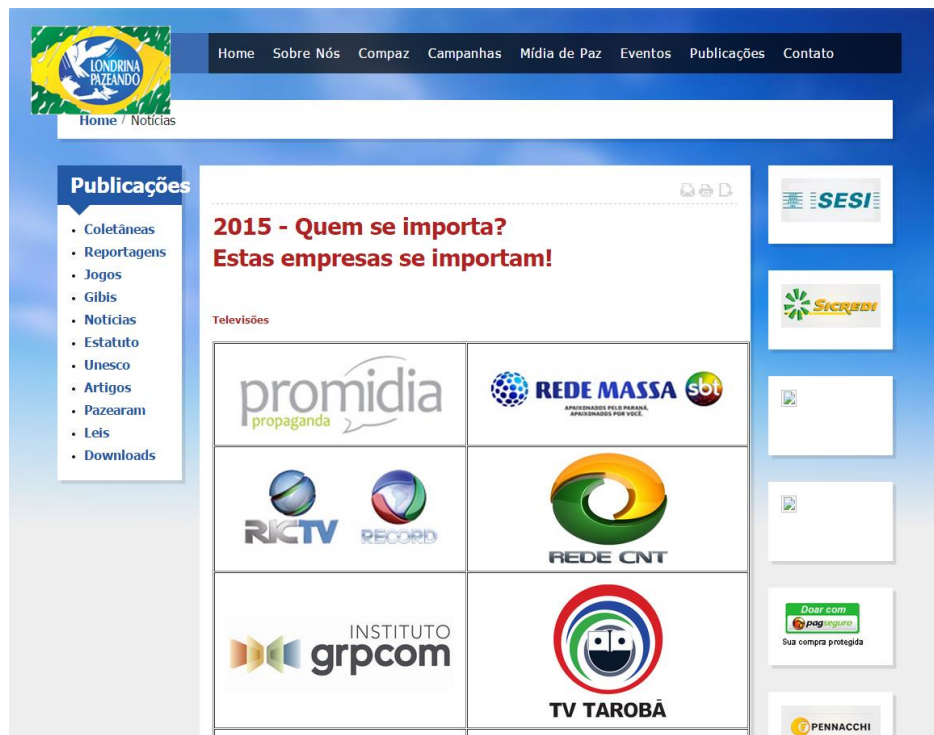 LONDRINA
PAZEANDO
Home Sobre Nós Compaz Campanhas Mídia de Paz Eventos Publicações Contato
Home / Notícias
Publicações
Coletâneas
Reportagens
Jogos
Gibis
Notícias
Estatuto
Unesco
Artigos
Pazearam
Leis
Downloads
2015 - Quem se importa?
Estas empresas se importam!
Televisões
promídia
propaganda
REDE MASSA sbt
APAIXONADOS PELO PARANÁ,
APAIXONADOS POR VOCÊ.
RICTV RECORD
REDE CNT
INSTITUTO
grpcom
TV TAROBÃ
SESI
SICREDI
Doar com
pagseguro
Sua compra protegida
PENNACCHI